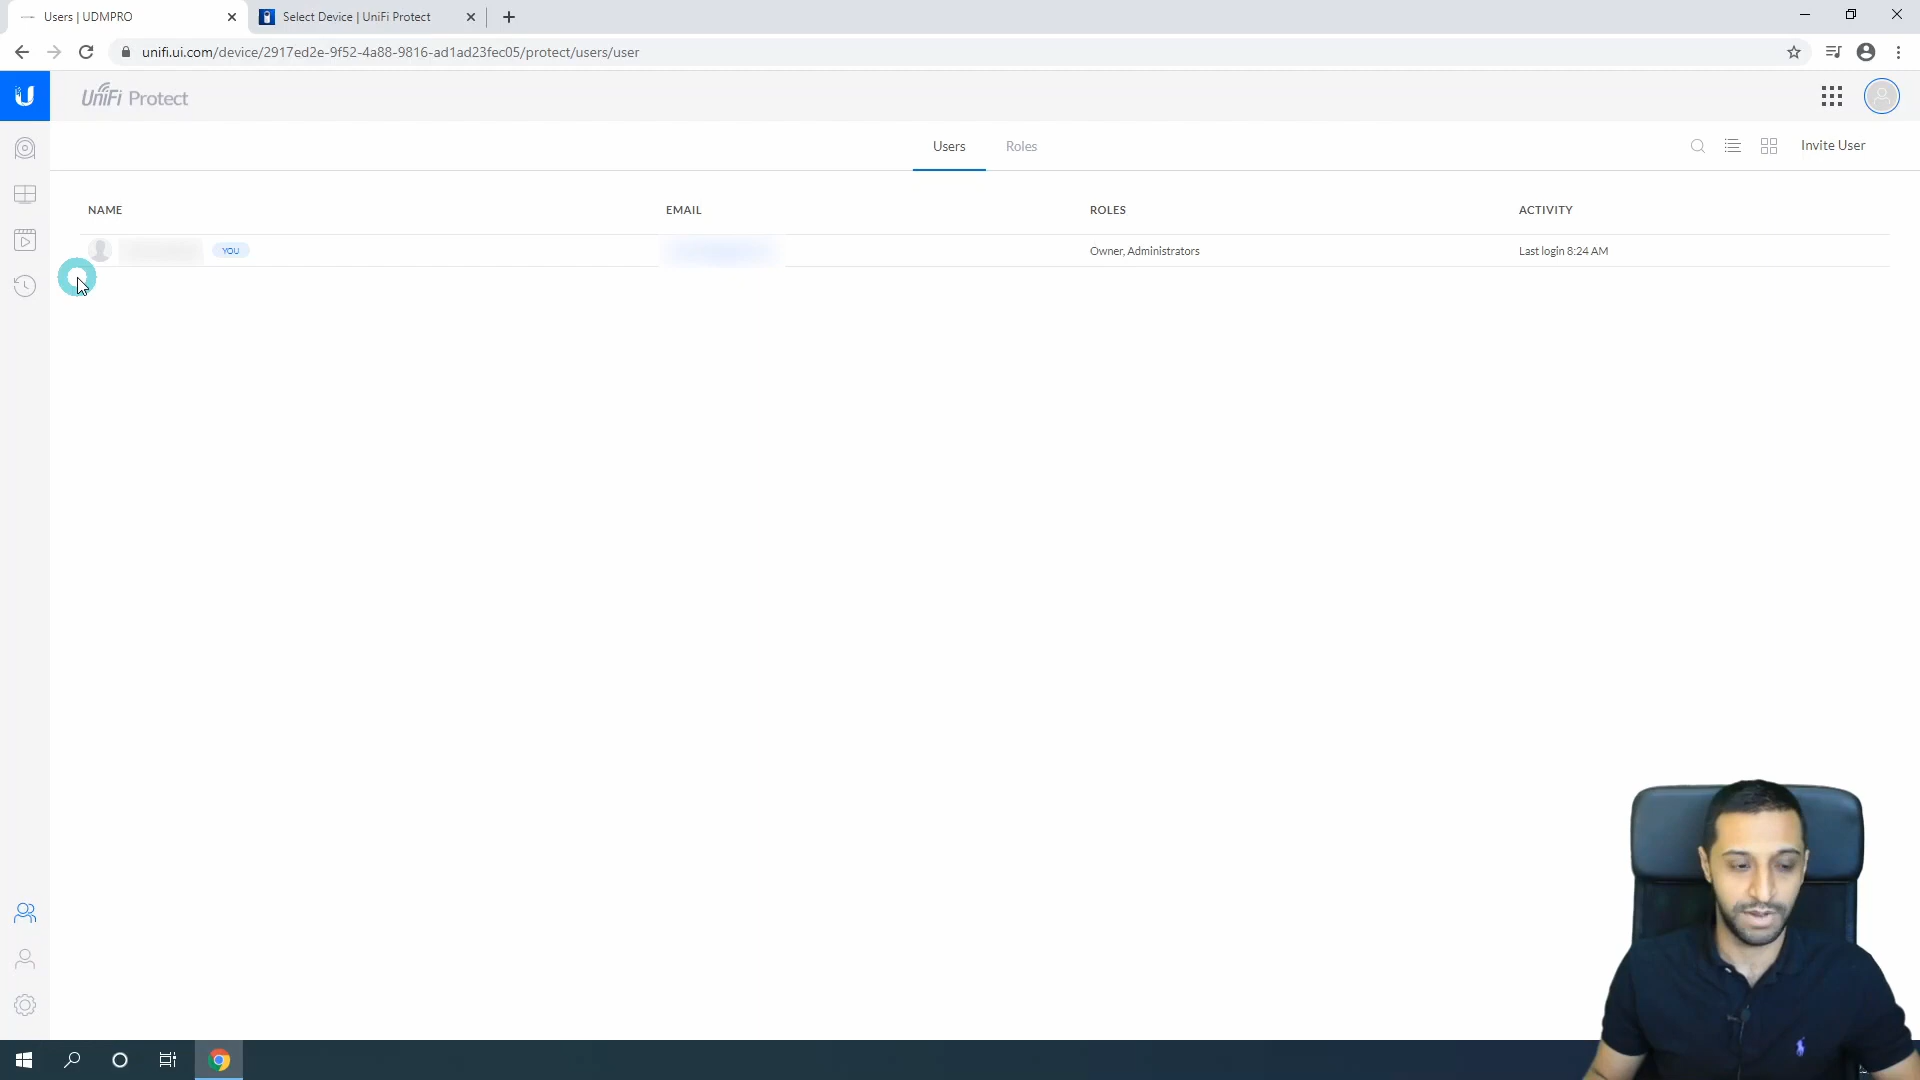 Users | UDMPRO
Select Device | UniFi Protect
unifi.ui.com/device/2917ed2e-9f52-4a88-9816-ad1ad23fec05/protect/users/user
UniFi Protect
Users
Roles
Invite User
NAME
EMAIL
ROLES
ACTIVITY
YOU
Owner, Administrators
Last login 8:24 AM